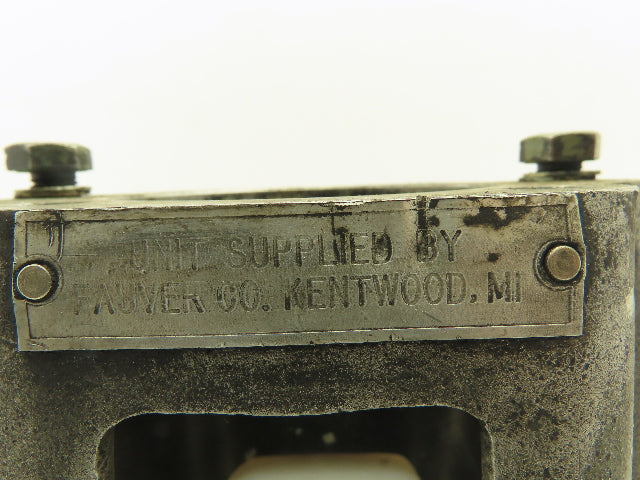 UNIT SUPPLIED BY
FAUVER CO. KENTWOOD, MI